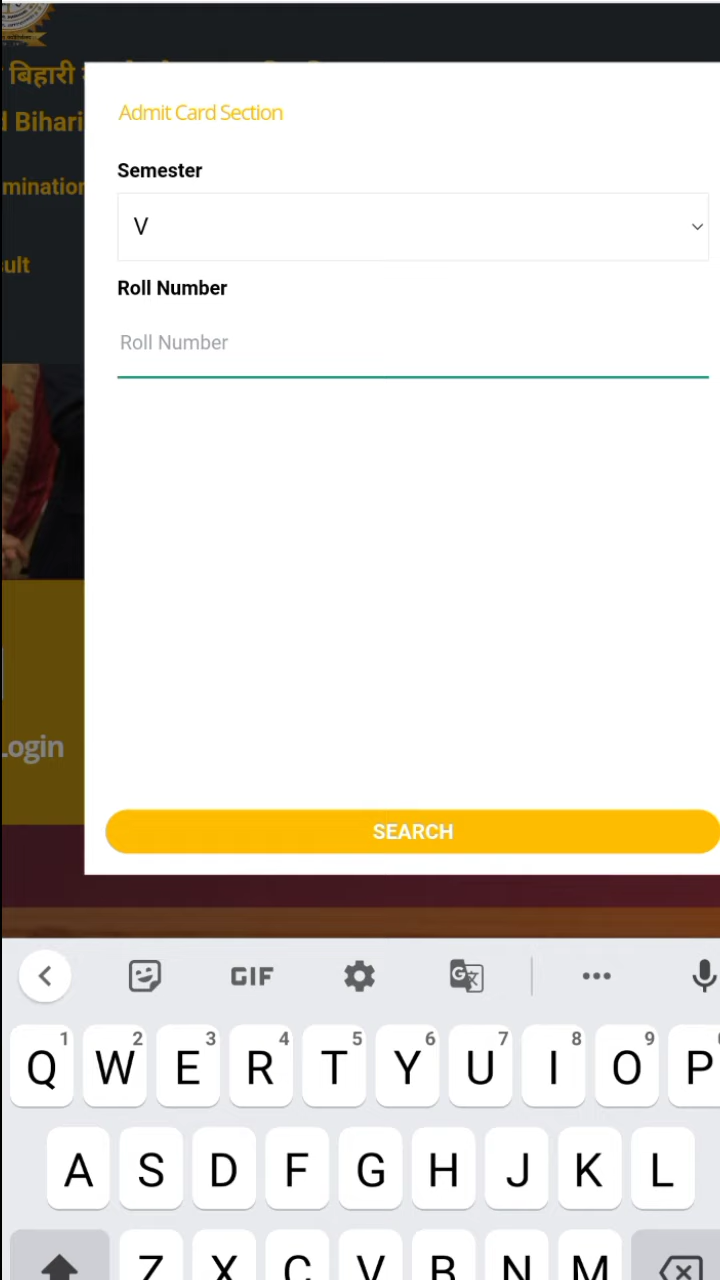 बिहारी
Bihari
Admit Card Section
mination
Semester
V
ult
Roll Number
Roll Number
Login
SEARCH
GIF
1 2 3 4 5 6 7 8 9
Q W E R T Y U I O P
A S D F G H J K L
Z X C V B N M